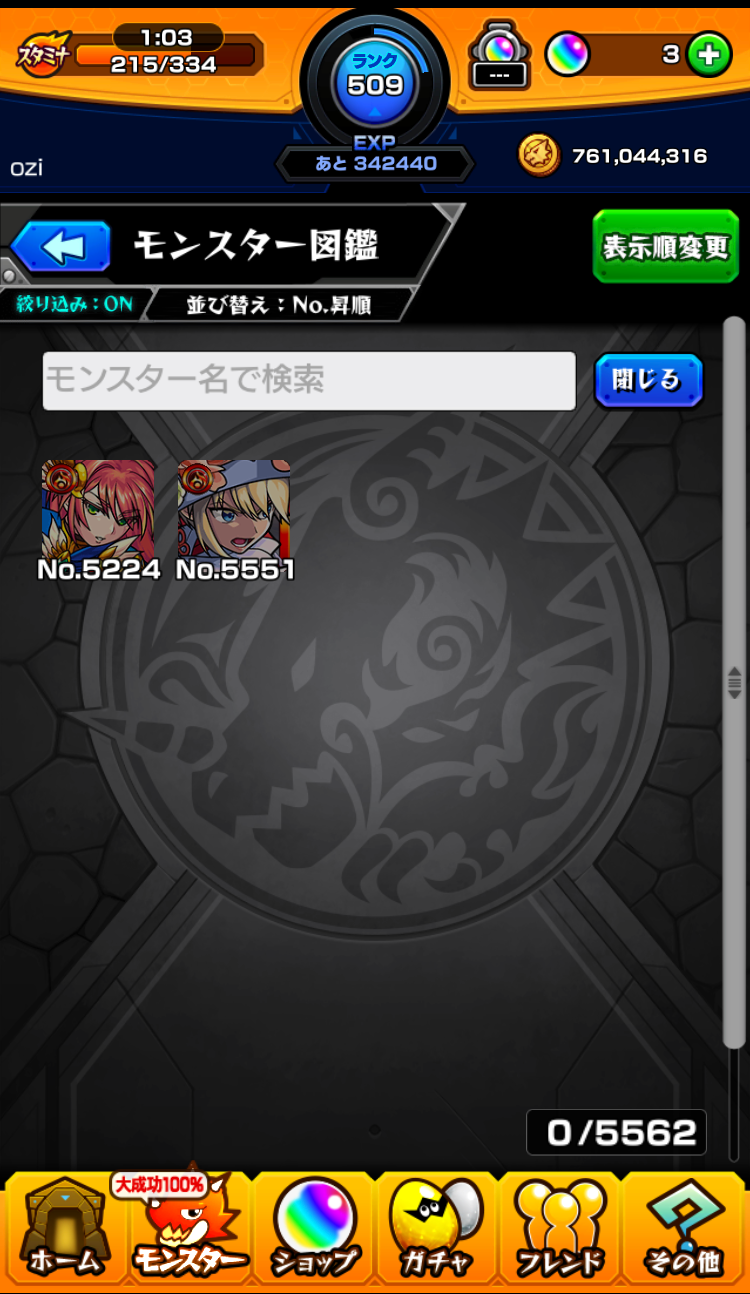 スタミナ
1:03
215/334
ランク
509
EXP
あと 342440
---
3
ozi
761,044,316
モンスター図鑑
表示順変更
絞り込み：ON
並び替え：No.昇順
モンスター名で検索
閉じる
No.5224
No.5551
0/5562
大成功100%
ホーム
モンスター
ショップ
ガチャ
フレンド
その他